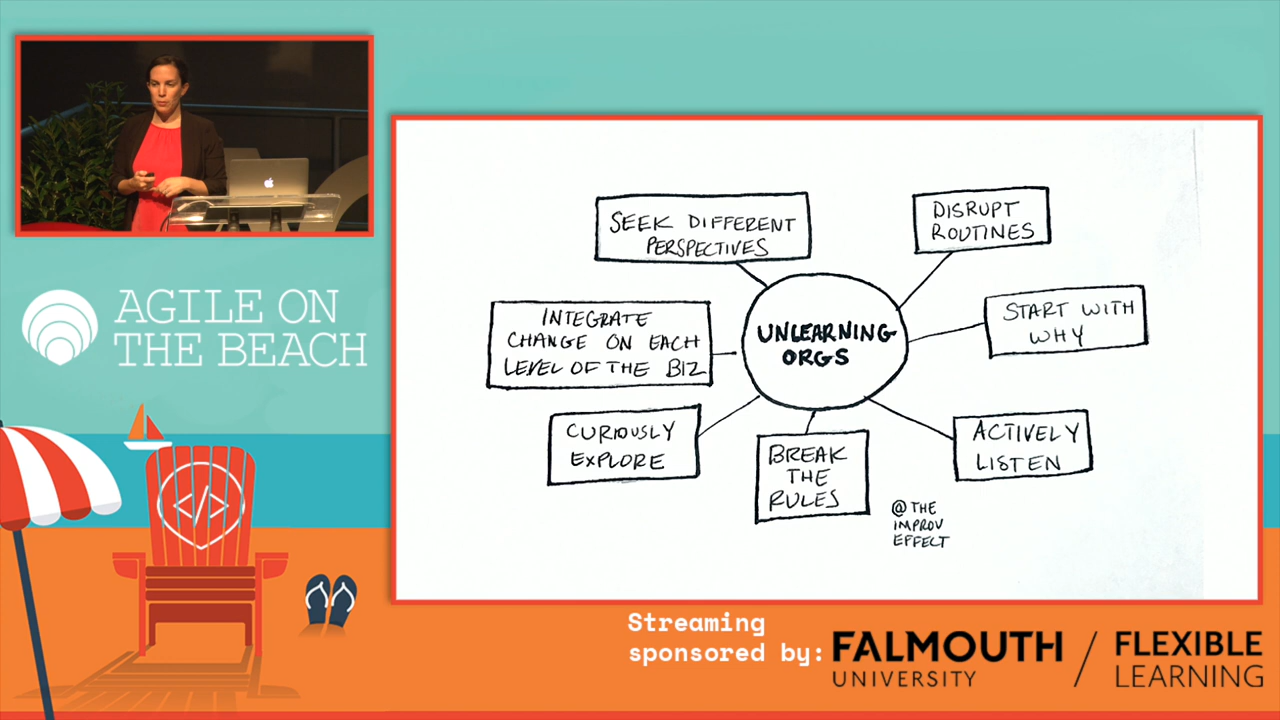 AGILE ON
THE BEACH
SEEK DIFFERENT
PERSPECTIVES
DISRUPT
ROUTINES
INTEGRATE
CHANGE ON EACH
LEVEL OF THE BIZ
UNLEARNING
ORGS
START WITH
WHY
CURIOUSLY
EXPLORE
BREAK
THE
RULES
ACTIVELY
LISTEN
@THE
IMPROV
EFFECT
</>
Streaming
sponsored by:
FALMOUTH
UNIVERSITY
/
FLEXIBLE
LEARNING